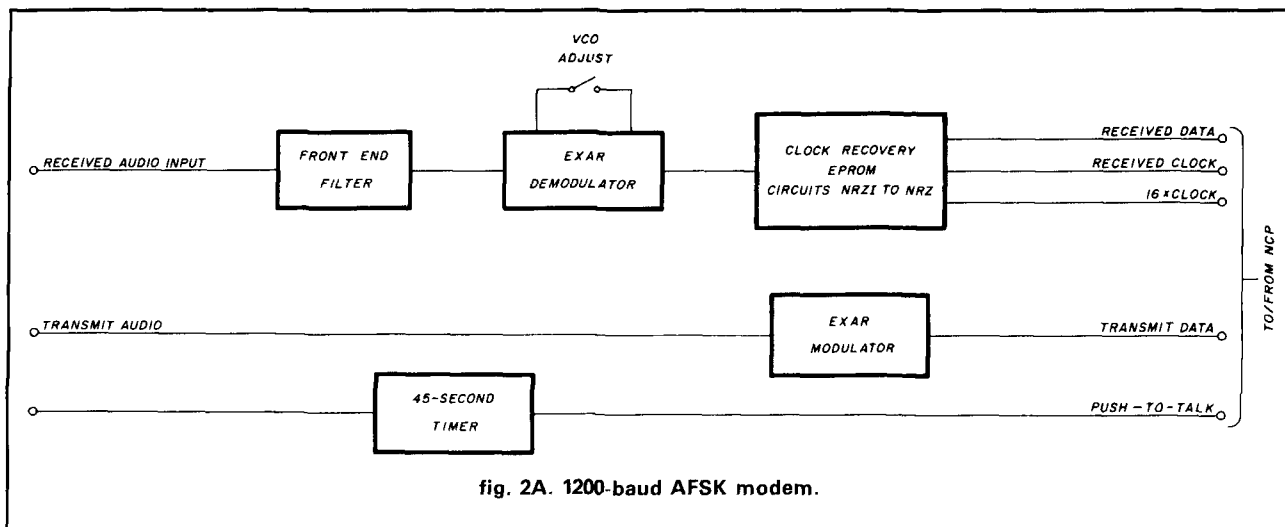 VCO
ADJUST
RECEIVED AUDIO INPUT
FRONT END
FILTER
EXAR
DEMODULATOR
CLOCK RECOVERY
EPROM
CIRCUITS NRZI TO NRZ
RECEIVED DATA
RECEIVED CLOCK
16×CLOCK
TO/FROM NCP
TRANSMIT AUDIO
EXAR
MODULATOR
TRANSMIT DATA
45-SECOND
TIMER
PUSH-TO-TALK
fig. 2A. 1200-baud AFSK modem.